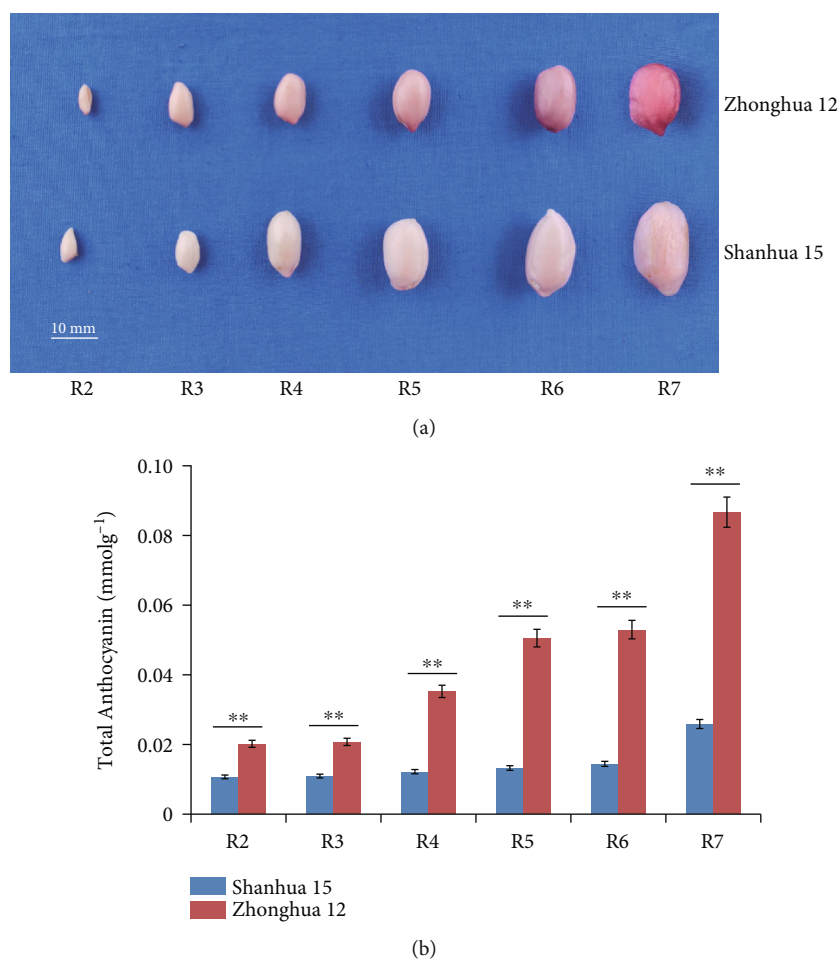 Zhonghua 12
Shanhua 15
10 mm
R2 R3 R4 R5 R6 R7
(a)
Total Anthocyanin (mmolg⁻¹)
0.10
0.08
0.06
0.04
0.02
0
** ** ** ** ** **
R2 R3 R4 R5 R6 R7
Shanhua 15
Zhonghua 12
(b)